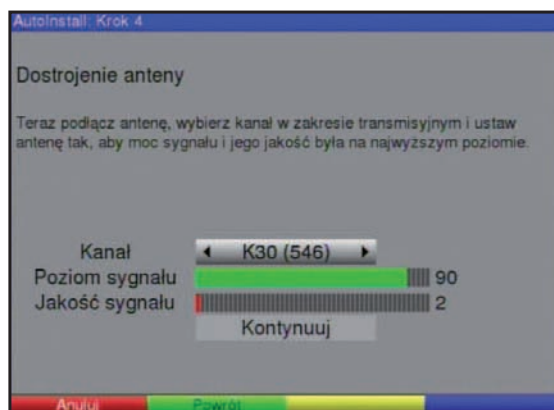 AutoInstall: Krok 4
Dostrojenie anteny
Teraz podłącz antenę, wybierz kanał w zakresie transmisyjnym i ustaw
antenę tak, aby moc sygnału i jego jakość była na najwyższym poziomie.
Kanał K30 (546)
Poziom sygnału 90
Jakość sygnału 2
Kontynuuj
Anuluj Powrót